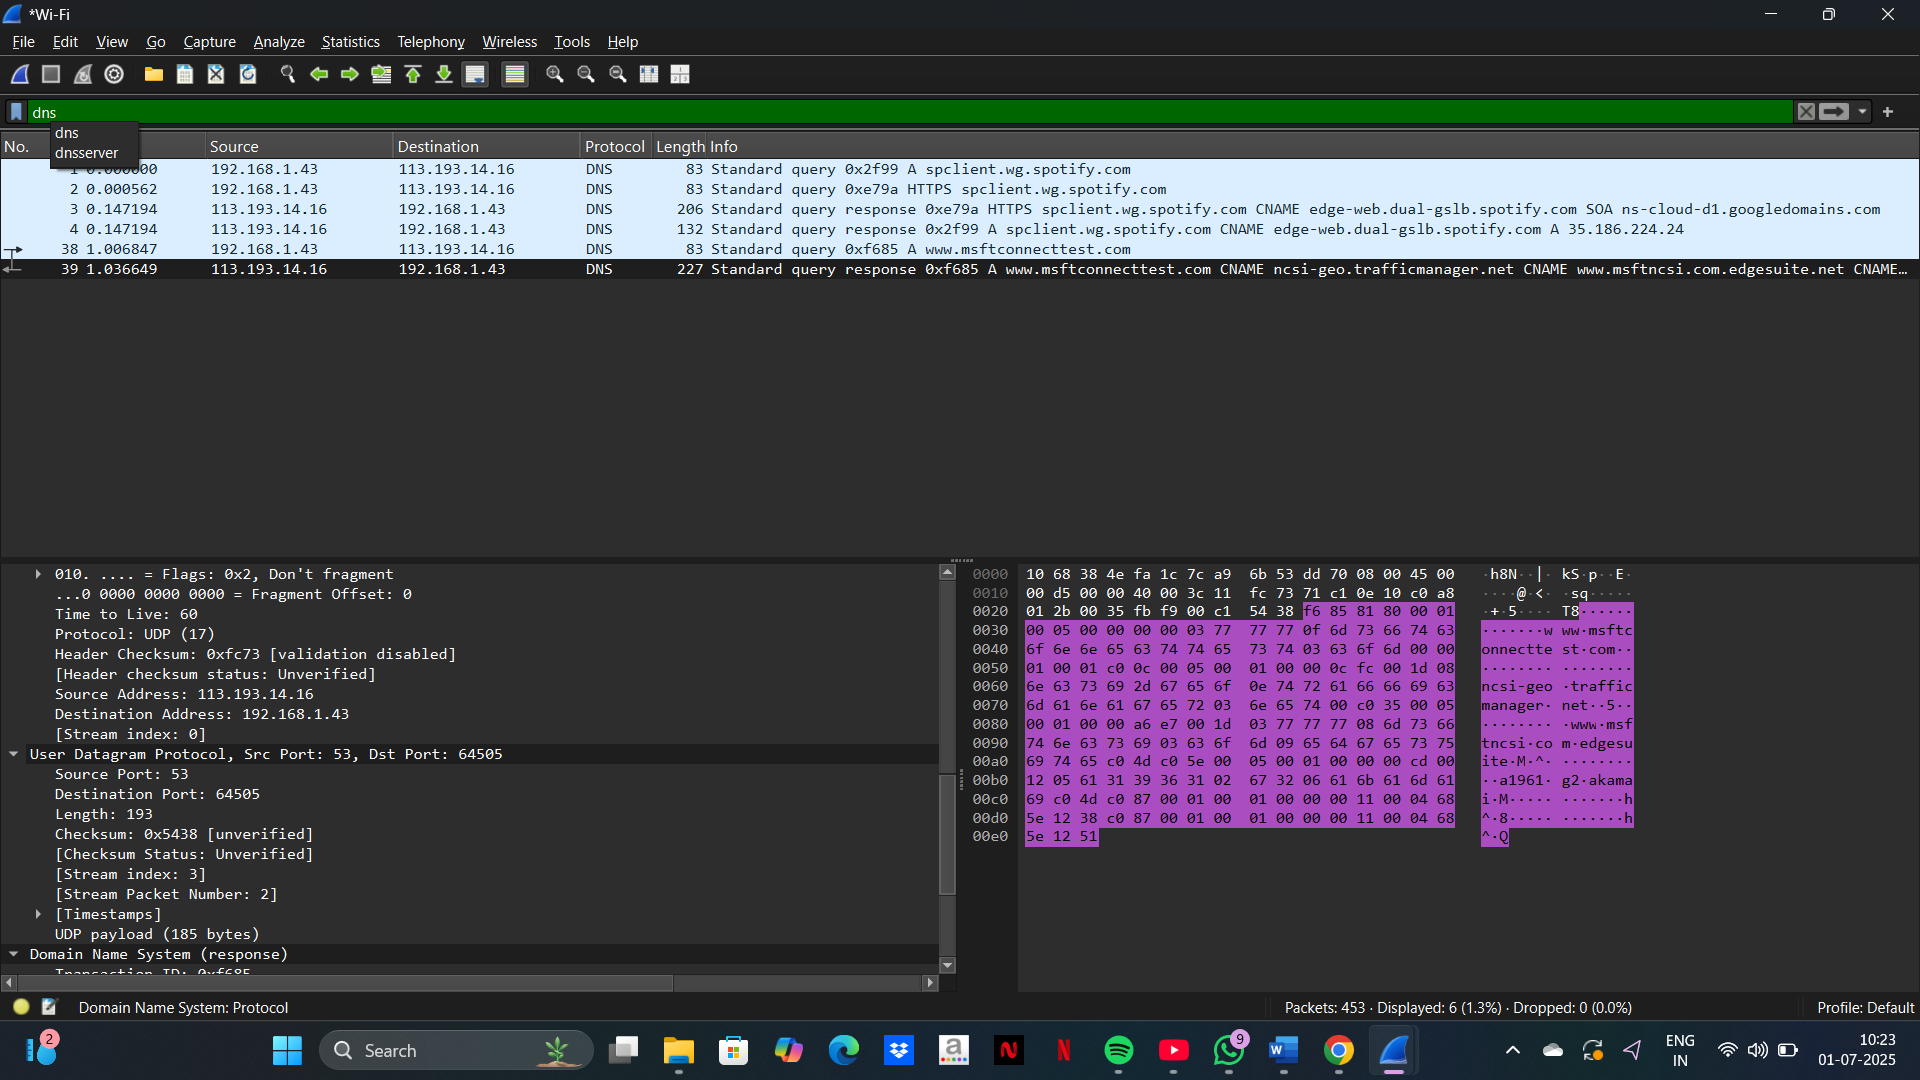 *Wi-Fi
File Edit View Go Capture Analyze Statistics Telephony Wireless Tools Help
dns
dns
dnsserver
No. Source Destination Protocol Length Info
1 0.000000 192.168.1.43 113.193.14.16 DNS 83 Standard query 0x2f99 A spclient.wg.spotify.com
2 0.000562 192.168.1.43 113.193.14.16 DNS 83 Standard query 0xe79a HTTPS spclient.wg.spotify.com
3 0.147194 113.193.14.16 192.168.1.43 DNS 206 Standard query response 0xe79a HTTPS spclient.wg.spotify.com CNAME edge-web.dual-gslb.spotify.com SOA ns-cloud-d1.googledomains.com
4 0.147194 113.193.14.16 192.168.1.43 DNS 132 Standard query response 0x2f99 A spclient.wg.spotify.com CNAME edge-web.dual-gslb.spotify.com A 35.186.224.24
38 1.006847 192.168.1.43 113.193.14.16 DNS 83 Standard query 0xf685 A www.msftconnecttest.com
39 1.036649 113.193.14.16 192.168.1.43 DNS 227 Standard query response 0xf685 A www.msftconnecttest.com CNAME ncsi-geo.trafficmanager.net CNAME www.msftncsi.com.edgesuite.net CNAME…
010. .... = Flags: 0x2, Don't fragment
...0 0000 0000 0000 = Fragment Offset: 0
Time to Live: 60
Protocol: UDP (17)
Header Checksum: 0xfc73 [validation disabled]
[Header checksum status: Unverified]
Source Address: 113.193.14.16
Destination Address: 192.168.1.43
[Stream index: 0]
User Datagram Protocol, Src Port: 53, Dst Port: 64505
Source Port: 53
Destination Port: 64505
Length: 193
Checksum: 0x5438 [unverified]
[Checksum Status: Unverified]
[Stream index: 3]
[Stream Packet Number: 2]
[Timestamps]
UDP payload (185 bytes)
Domain Name System (response)
Transaction ID: 0xf685
0000 10 68 38 4e fa 1c 7c a9 6b 53 dd 70 08 00 45 00 ·h8N··|· kS·p··E·
0010 00 d5 00 00 40 00 3c 11 fc 73 71 c1 0e 10 c0 a8 ····@·<· ·sq·····
0020 01 2b 00 35 fb f9 00 c1 54 38 f6 85 81 80 00 01 ·+·5···· T8······
0030 00 05 00 00 00 00 03 77 77 77 0f 6d 73 66 74 63 ·······w ww·msftc
0040 6f 6e 6e 65 63 74 74 65 73 74 03 63 6f 6d 00 00 onnectte st·com··
0050 01 00 01 c0 0c 00 05 00 01 00 00 0c fc 00 1d 08 ········ ········
0060 6e 63 73 69 2d 67 65 6f 0e 74 72 61 66 66 69 63 ncsi-geo ·traffic
0070 6d 61 6e 61 67 65 72 03 6e 65 74 00 c0 35 00 05 manager· net··5··
0080 00 01 00 00 a6 e7 00 1d 03 77 77 77 08 6d 73 66 ········ ·www·msf
0090 74 6e 63 73 69 03 63 6f 6d 09 65 64 67 65 73 75 tncsi·co m·edgesu
00a0 69 74 65 c0 4d c0 5e 00 05 00 01 00 00 00 cd 00 ite·M·^· ········
00b0 12 05 61 31 39 36 31 02 67 32 06 61 6b 61 6d 61 ··a1961· g2·akama
00c0 69 c0 4d c0 87 00 01 00 01 00 00 00 11 00 04 68 i·M····· ·······h
00d0 5e 12 38 c0 87 00 01 00 01 00 00 00 11 00 04 68 ^·8····· ·······h
00e0 5e 12 51 ^·Q
Domain Name System: Protocol
Packets: 453 · Displayed: 6 (1.3%) · Dropped: 0 (0.0%)
Profile: Default
2
Search
9
ENG
IN
10:23
01-07-2025